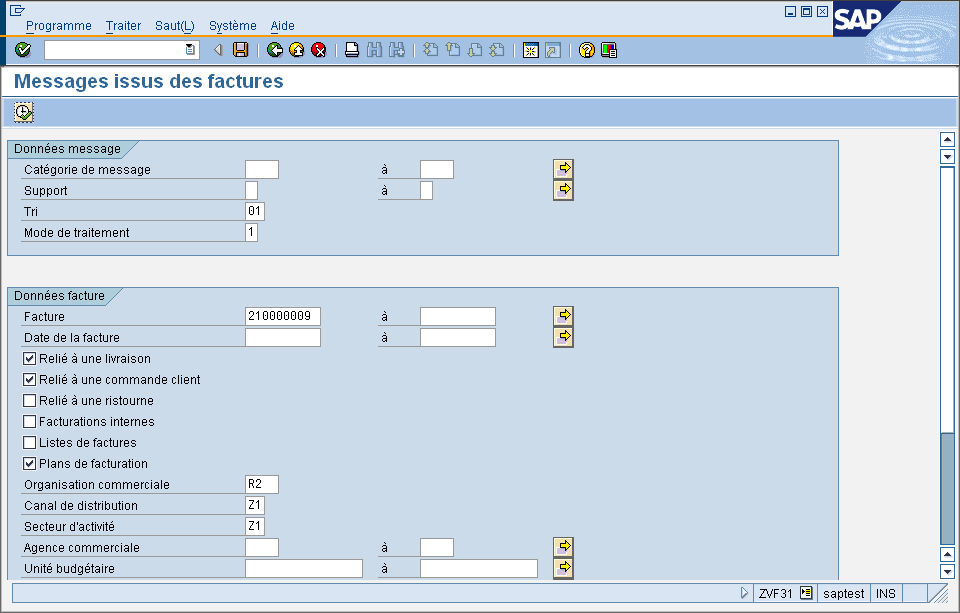 Programme Traiter Saut(L) Système Aide
SAP
Messages issus des factures
Données message
Catégorie de message à
Support à
Tri 01
Mode de traitement 1
Données facture
Facture 210000009 à
Date de la facture à
Relié à une livraison
Relié à une commande client
Relié à une ristourne
Facturations internes
Listes de factures
Plans de facturation
Organisation commerciale R2
Canal de distribution Z1
Secteur d'activité Z1
Agence commerciale à
Unité budgétaire à
ZVF31 saptest INS